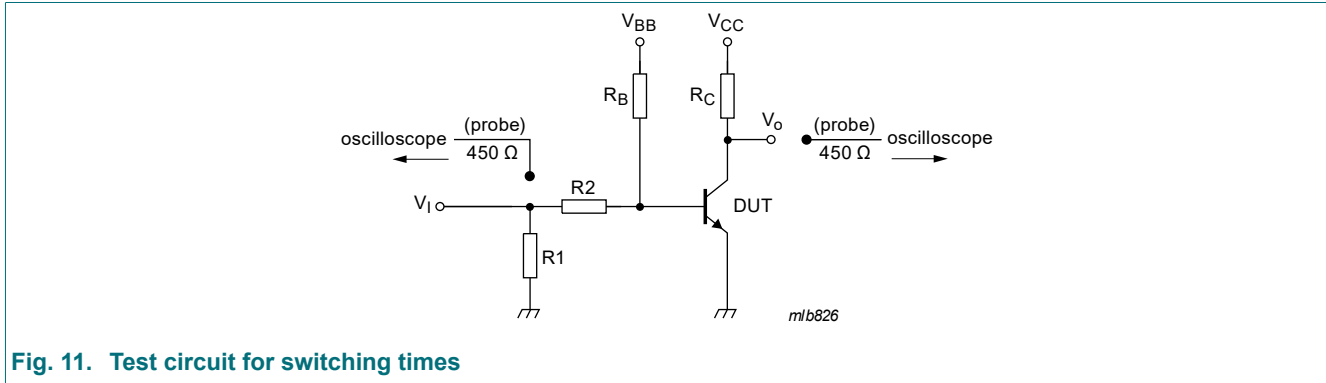 VBB
VCC
RB
RC
Vo
oscilloscope
(probe)
450 Ω
(probe)
450 Ω
oscilloscope
R2
VI
DUT
R1
mlb826
Fig. 11. Test circuit for switching times